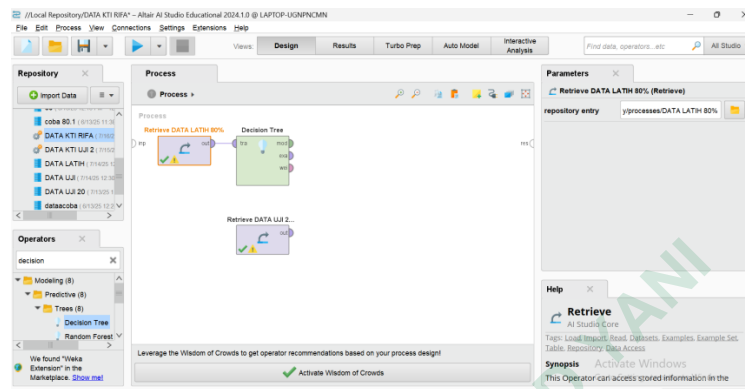 //Local Repository/DATA KTI RIFA* – Altair AI Studio Educational 2024.1.0 @ LAPTOP-UGNPNCMN
File Edit Process View Connections Settings Extensions Help
Views: Design Results Turbo Prep Auto Model Interactive Analysis
Find data, operators...etc All Studio
Repository
Import Data
coba 80.1
DATA KTI RIFA
DATA KTI UJI 2
DATA LATIH
DATA UJI
DATA UJI 20
dataacoba
Operators
decision
Modeling (8)
Predictive (8)
Trees (8)
Decision Tree
Random Forest
We found "Weka
Extension" in the
Marketplace. Show me!
Process
Process
Process
Retrieve DATA LATIH 80% Decision Tree
inp out tra mod res
exa
wei
Retrieve DATA UJI 2...
out
Leverage the Wisdom of Crowds to get operator recommendations based on your process design!
Activate Wisdom of Crowds
Parameters
Retrieve DATA LATIH 80% (Retrieve)
repository entry y/processes/DATA LATIH 80%
Help
Retrieve
AI Studio Core
Tags: Load, Import, Read, Datasets, Examples, Example Set,
Table, Repository, Data Access
Synopsis
Activate Windows
This Operator can access stored information in the
YANI